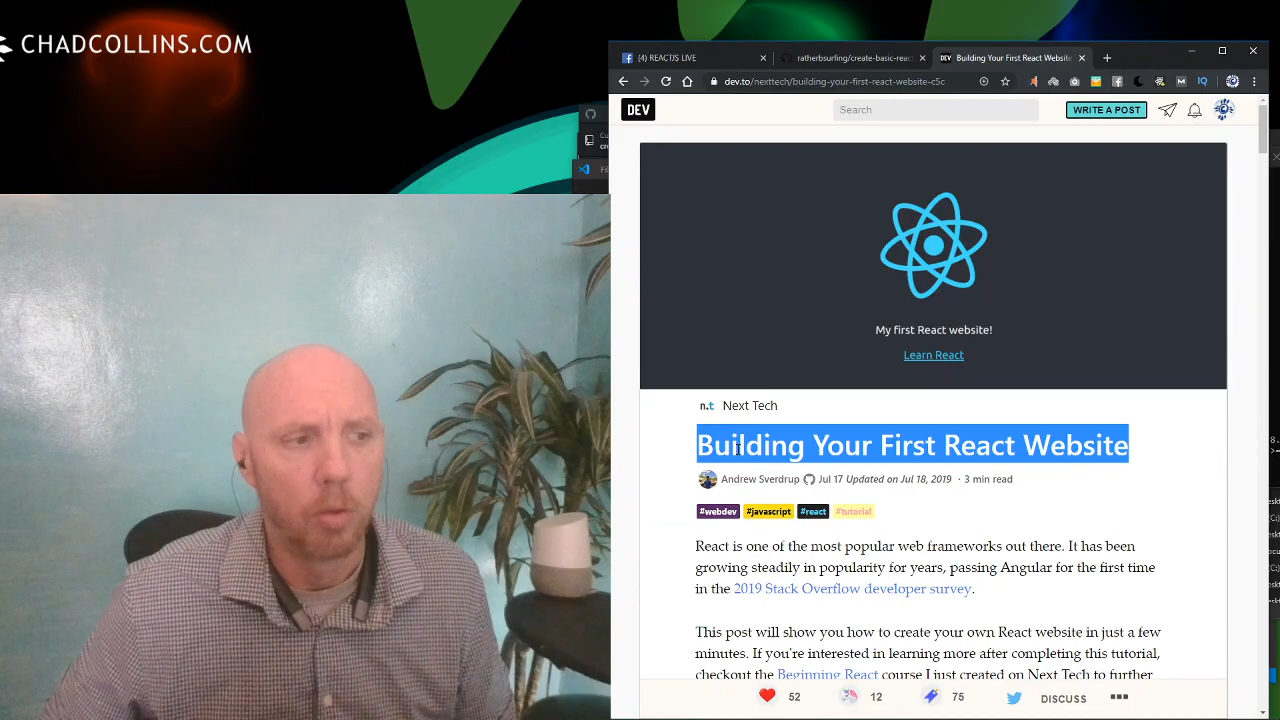 CHADCOLLINS.COM
(4) REACTJS LIVE
ratherbsurfing/create-basic-reac
Building Your First React Website
dev.to/nexttech/building-your-first-react-website-c5c
DEV
Search
WRITE A POST
My first React website!
Learn React
n.t Next Tech
Building Your First React Website
Andrew Sverdrup Jul 17 Updated on Jul 18, 2019 · 3 min read
#webdev #javascript #react #tutorial
React is one of the most popular web frameworks out there. It has been
growing steadily in popularity for years, passing Angular for the first time
in the 2019 Stack Overflow developer survey.
This post will show you how to create your own React website in just a few
minutes. If you're interested in learning more after completing this tutorial,
checkout the Beginning React course I just created on Next Tech to further
52 12 75 DISCUSS